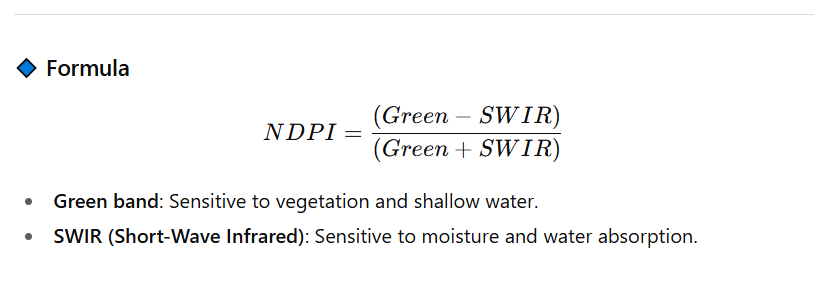 Formula
NDPI = (Green − SWIR) / (Green + SWIR)
Green band: Sensitive to vegetation and shallow water.
SWIR (Short-Wave Infrared): Sensitive to moisture and water absorption.